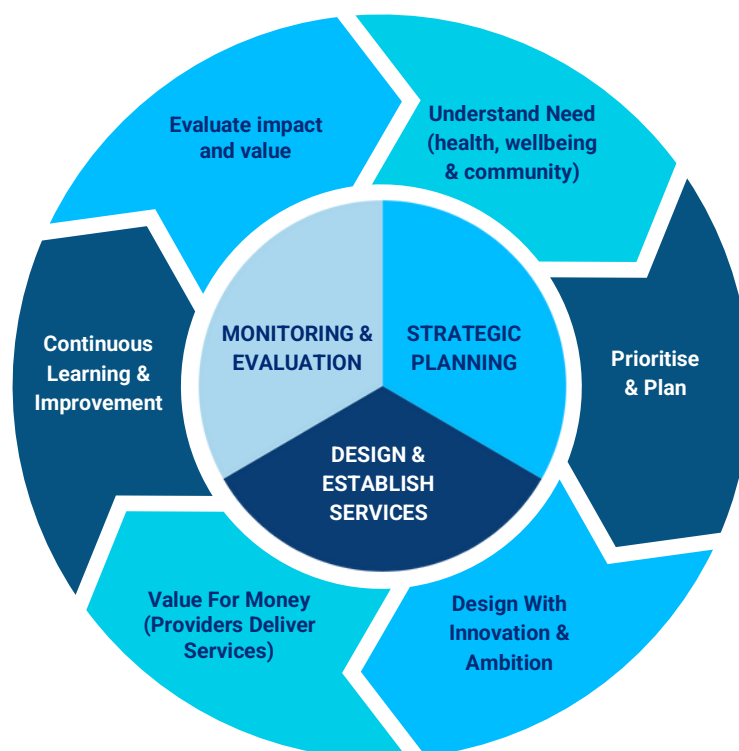 Understand Need
(health, wellbeing
& community)
Prioritise
& Plan
Design With
Innovation &
Ambition
Value For Money
(Providers Deliver
Services)
Continuous
Learning &
Improvement
Evaluate impact
and value
STRATEGIC
PLANNING
DESIGN &
ESTABLISH
SERVICES
MONITORING &
EVALUATION